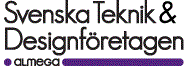 Svenska Teknik &
Designföretagen
ALMEGA